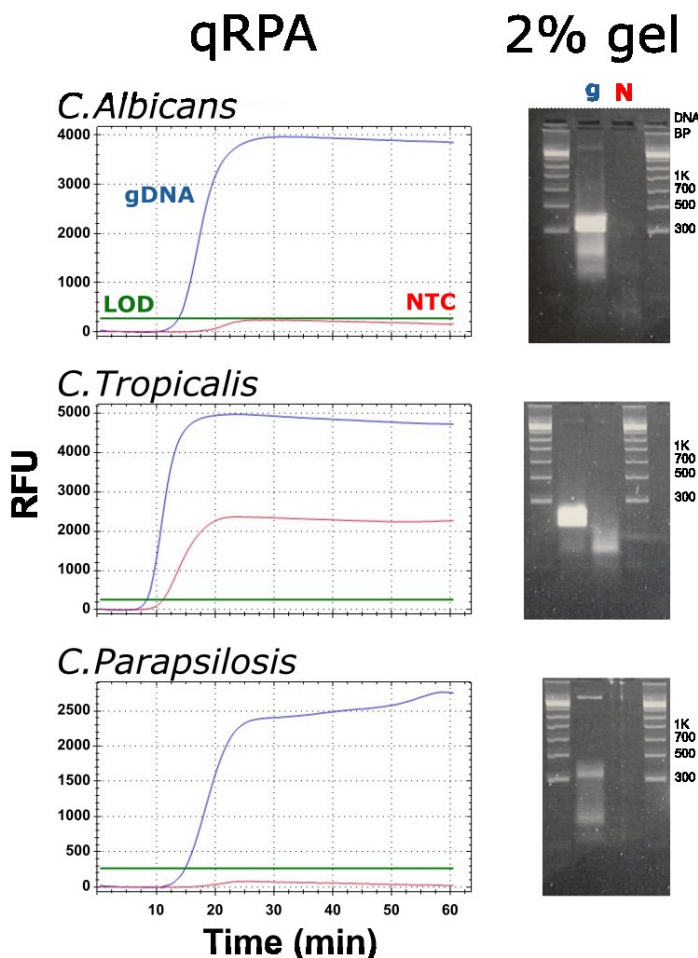 qRPA
2% gel
C.Albicans
4000
3000
2000
1000
0
gDNA
LOD
NTC
g N
DNA
BP
1K
700
500
300
C.Tropicalis
5000
4000
3000
2000
1000
0
1K
700
500
300
RFU
C.Parapsilosis
2500
2000
1500
1000
500
0
10 20 30 40 50 60
Time (min)
1K
700
500
300